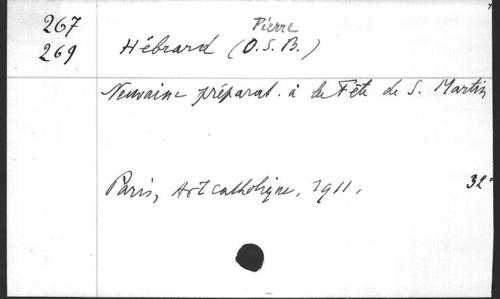 267
Pierre
269 Hébrard (O.S.B.)
Neuvaine préparat. à la Fête de S. Martin
Paris, Art catholique, 1911, 32°